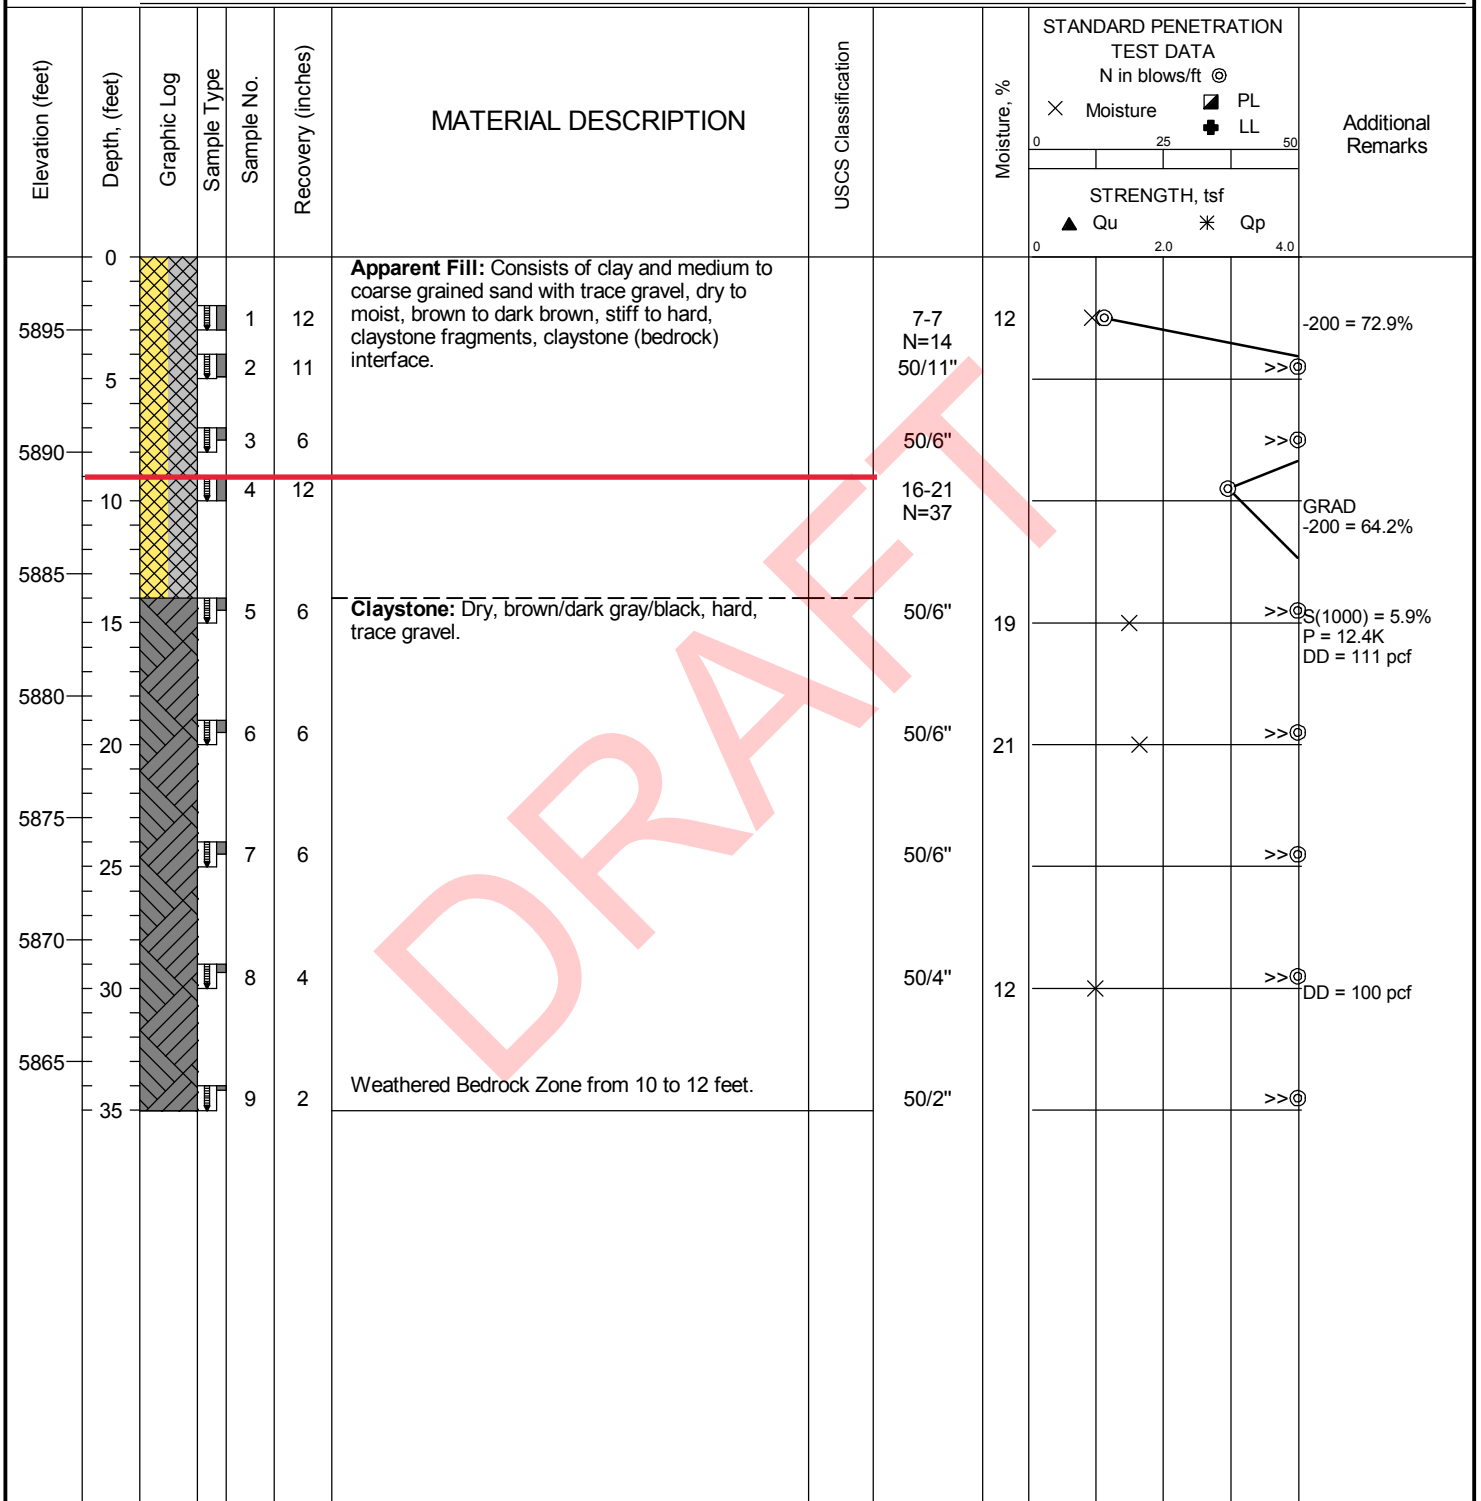 Elevation (feet)
Depth, (feet)
Graphic Log
Sample Type
Sample No.
Recovery (inches)
MATERIAL DESCRIPTION
USCS Classification
Moisture, %
STANDARD PENETRATION
TEST DATA
N in blows/ft
Moisture
PL
LL
0 25 50
STRENGTH, tsf
Qu Qp
0 2.0 4.0
Additional
Remarks
0
Apparent Fill: Consists of clay and medium to
coarse grained sand with trace gravel, dry to
moist, brown to dark brown, stiff to hard,
claystone fragments, claystone (bedrock)
interface.
5895 1 12 7-7 12 -200 = 72.9%
N=14
2 11 50/11" >>
5
5890 3 6 50/6" >>
4 12 16-21
10 N=37 GRAD
-200 = 64.2%
5885
Claystone: Dry, brown/dark gray/black, hard,
trace gravel.
5 6 50/6" >> S(1000) = 5.9%
15 19 P = 12.4K
DD = 111 pcf
5880
6 6 50/6" >>
20 21
5875
7 6 50/6" >>
25
5870
8 4 50/4" >>
30 12 DD = 100 pcf
5865
Weathered Bedrock Zone from 10 to 12 feet.
9 2 50/2" >>
35
DRAFT